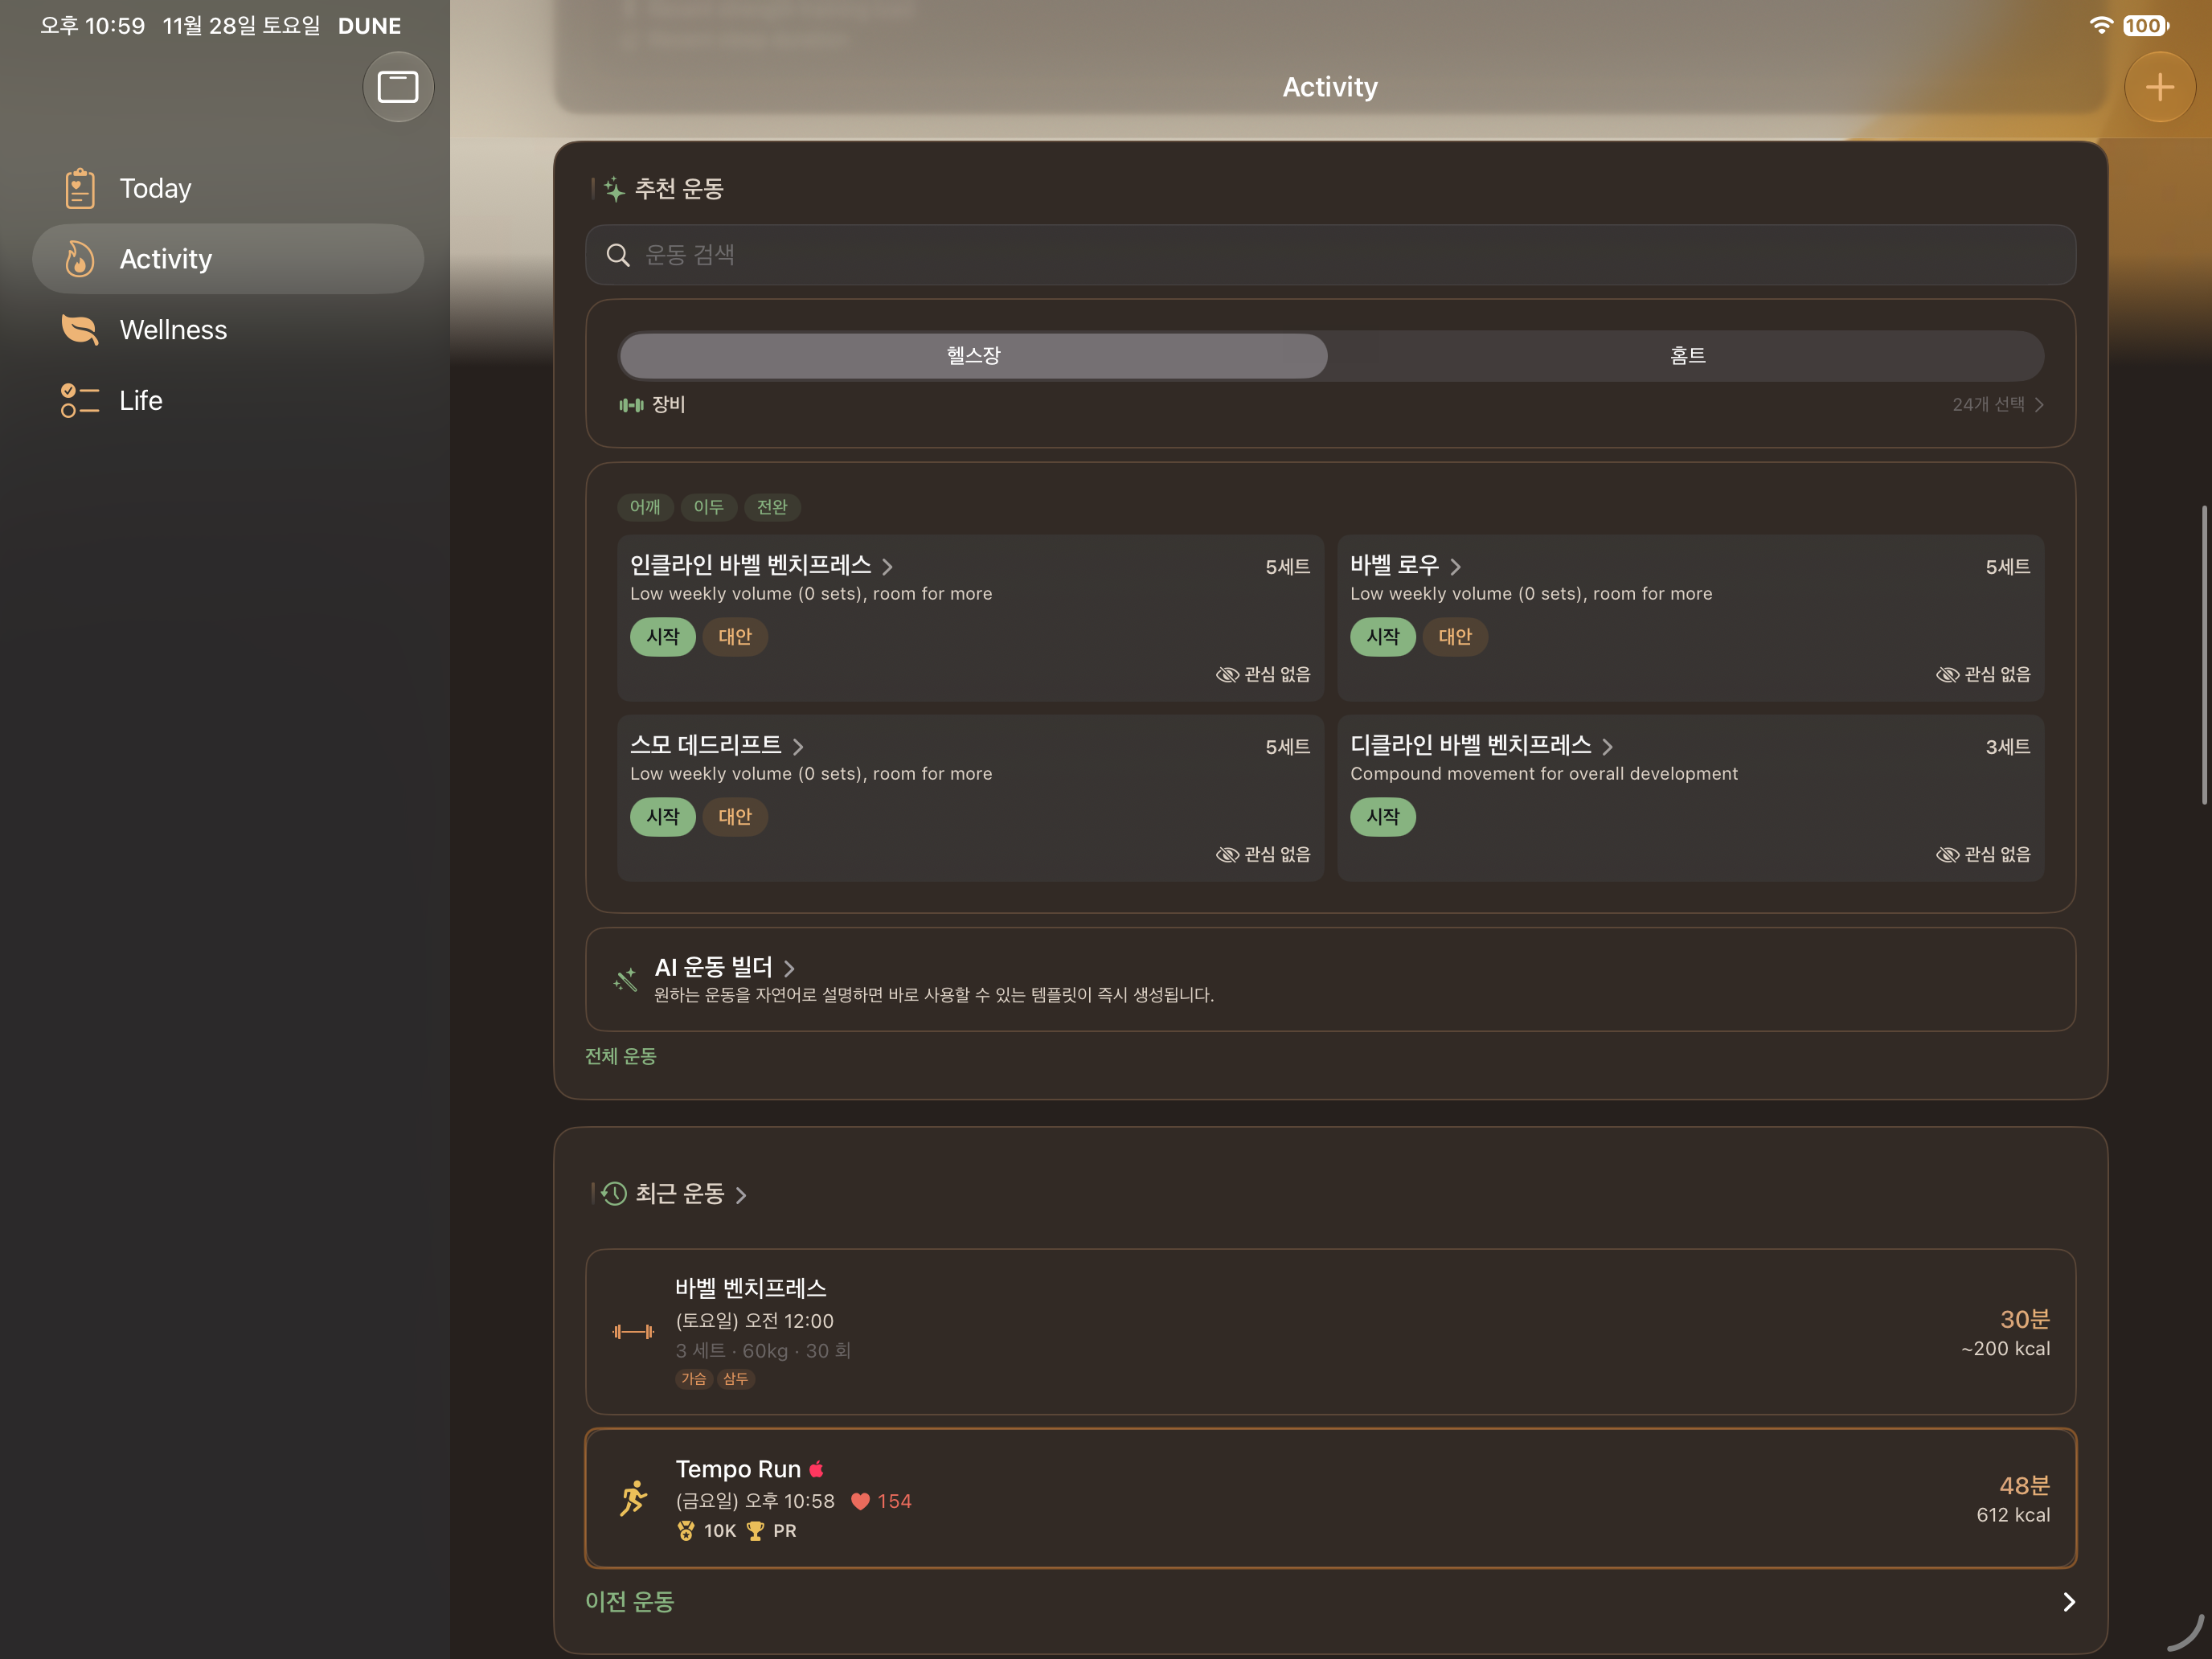 오후 10:59 11월 28일 토요일 DUNE
100
Activity
Today
Activity
Wellness
Life
추천 운동
운동 검색
헬스장
홈트
장비
24개 선택
어깨 이두 전완
인클라인 바벨 벤치프레스
5세트
Low weekly volume (0 sets), room for more
시작 대안
관심 없음
바벨 로우
5세트
Low weekly volume (0 sets), room for more
시작 대안
관심 없음
스모 데드리프트
5세트
Low weekly volume (0 sets), room for more
시작 대안
관심 없음
디클라인 바벨 벤치프레스
3세트
Compound movement for overall development
시작
관심 없음
AI 운동 빌더
원하는 운동을 자연어로 설명하면 바로 사용할 수 있는 템플릿이 즉시 생성됩니다.
전체 운동
최근 운동
바벨 벤치프레스
(토요일) 오전 12:00
3 세트 · 60kg · 30 회
가슴 삼두
30분
~200 kcal
Tempo Run
(금요일) 오후 10:58 154
10K PR
48분
612 kcal
이전 운동